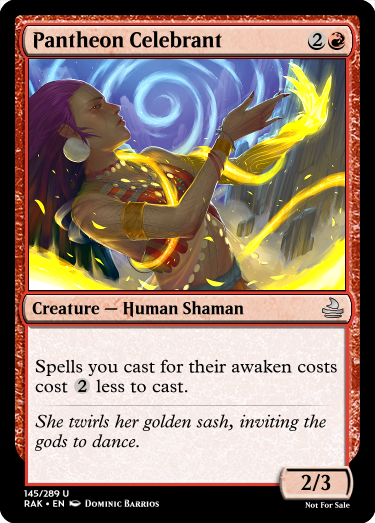 Pantheon Celebrant 2
Creature — Human Shaman
Spells you cast for their awaken costs
cost 2 less to cast.
She twirls her golden sash, inviting the
gods to dance.
2/3
145/289 U
RAK • EN Dominic Barrios
Not For Sale